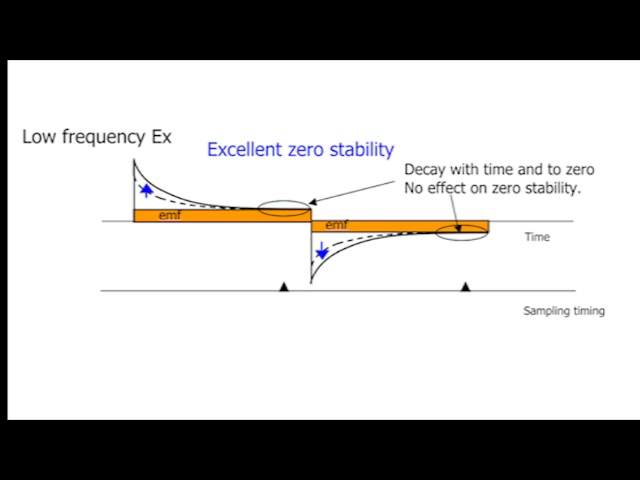 Low frequency Ex
Excellent zero stability
Decay with time and to zero
No effect on zero stability.
emf
emf
Time
Sampling timing